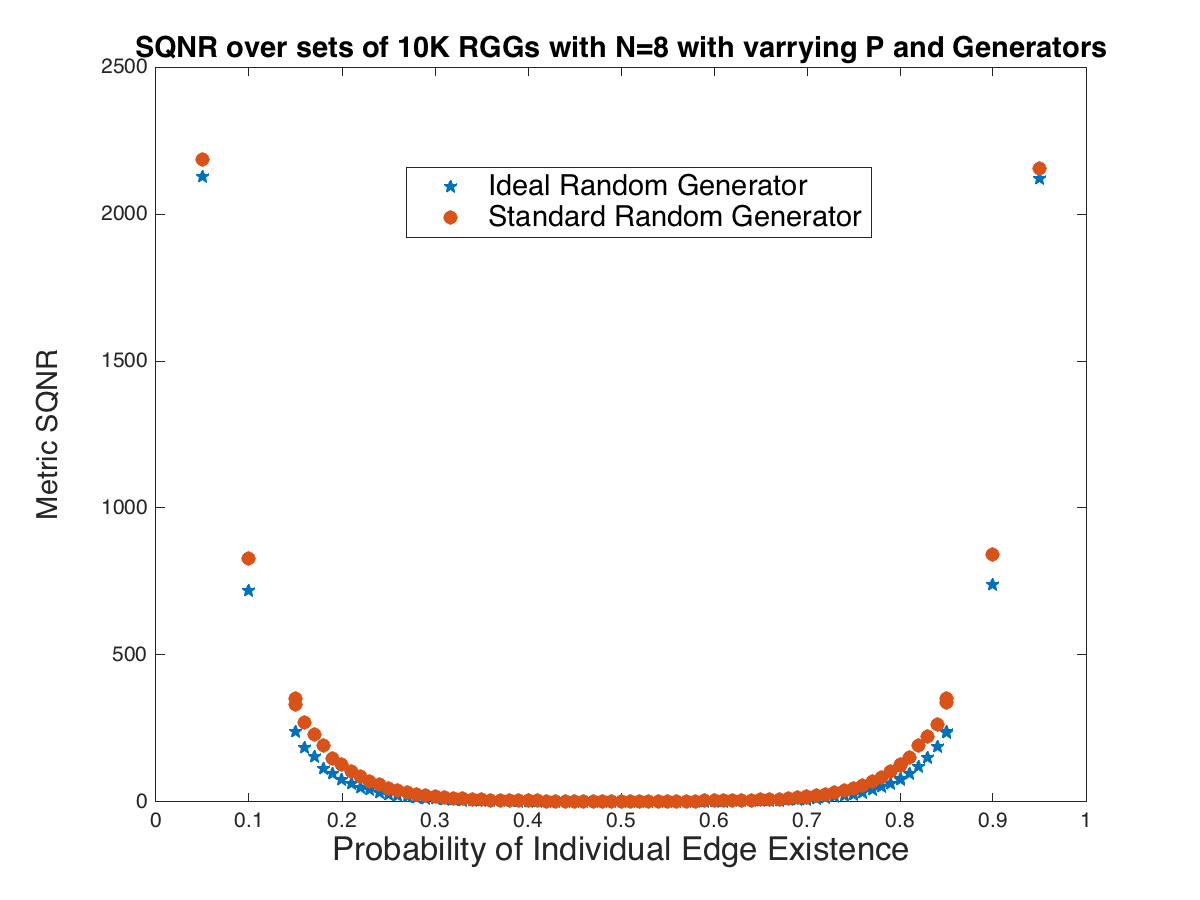 SQNR over sets of 10K RGGs with N=8 with varrying P and Generators
2500
2000
1500
1000
500
0
Metric SQNR
Ideal Random Generator
Standard Random Generator
0 0.1 0.2 0.3 0.4 0.5 0.6 0.7 0.8 0.9 1
Probability of Individual Edge Existence